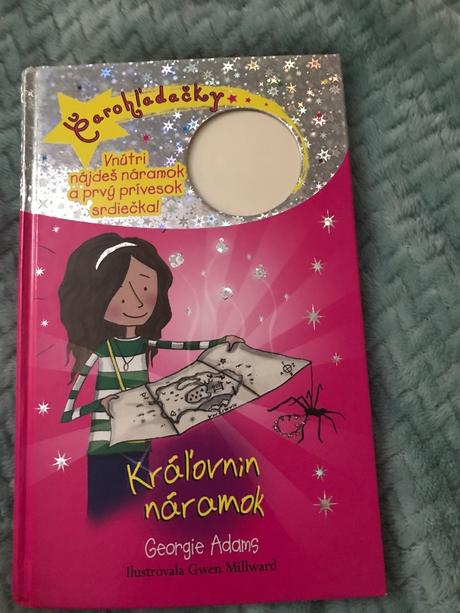 Čarohľadačky
Vnútri
nájdeš náramok
a prvý prívesok
srdiečka!
Kráľovnin
náramok
Georgie Adams
Ilustrovala Gwen Millward